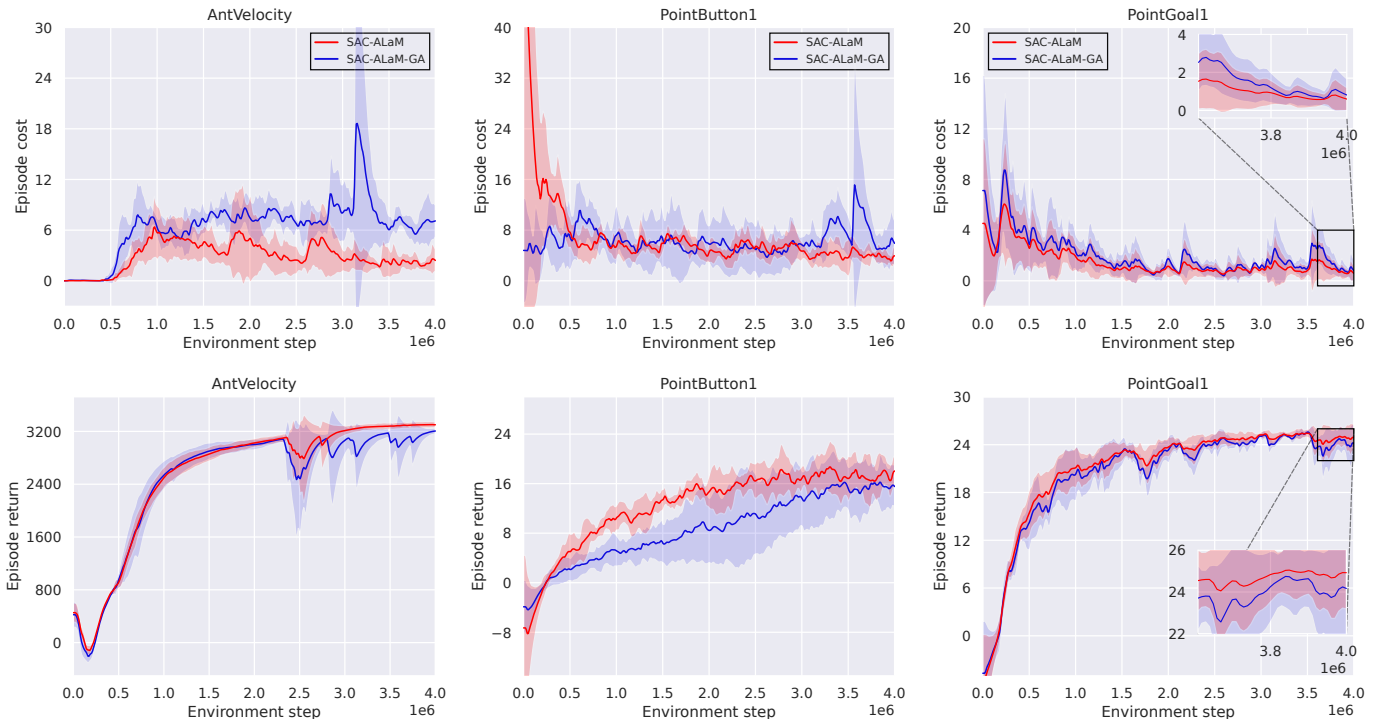 AntVelocity
30
24
18
12
6
0
Episode cost
SAC-ALaM
SAC-ALaM-GA
0.0 0.5 1.0 1.5 2.0 2.5 3.0 3.5 4.0
Environment step
1e6
PointButton1
40
32
24
16
8
0
Episode cost
SAC-ALaM
SAC-ALaM-GA
0.0 0.5 1.0 1.5 2.0 2.5 3.0 3.5 4.0
Environment step
1e6
PointGoal1
20
16
12
8
4
0
Episode cost
SAC-ALaM
SAC-ALaM-GA
4
2
0
3.8 4.0
1e6
0.0 0.5 1.0 1.5 2.0 2.5 3.0 3.5 4.0
Environment step
1e6
AntVelocity
3200
2400
1600
800
0
Episode return
0.0 0.5 1.0 1.5 2.0 2.5 3.0 3.5 4.0
Environment step
1e6
PointButton1
24
16
8
0
−8
Episode return
0.0 0.5 1.0 1.5 2.0 2.5 3.0 3.5 4.0
Environment step
1e6
PointGoal1
30
24
18
12
6
0
Episode return
26
24
22
3.8 4.0
1e6
0.0 0.5 1.0 1.5 2.0 2.5 3.0 3.5 4.0
Environment step
1e6